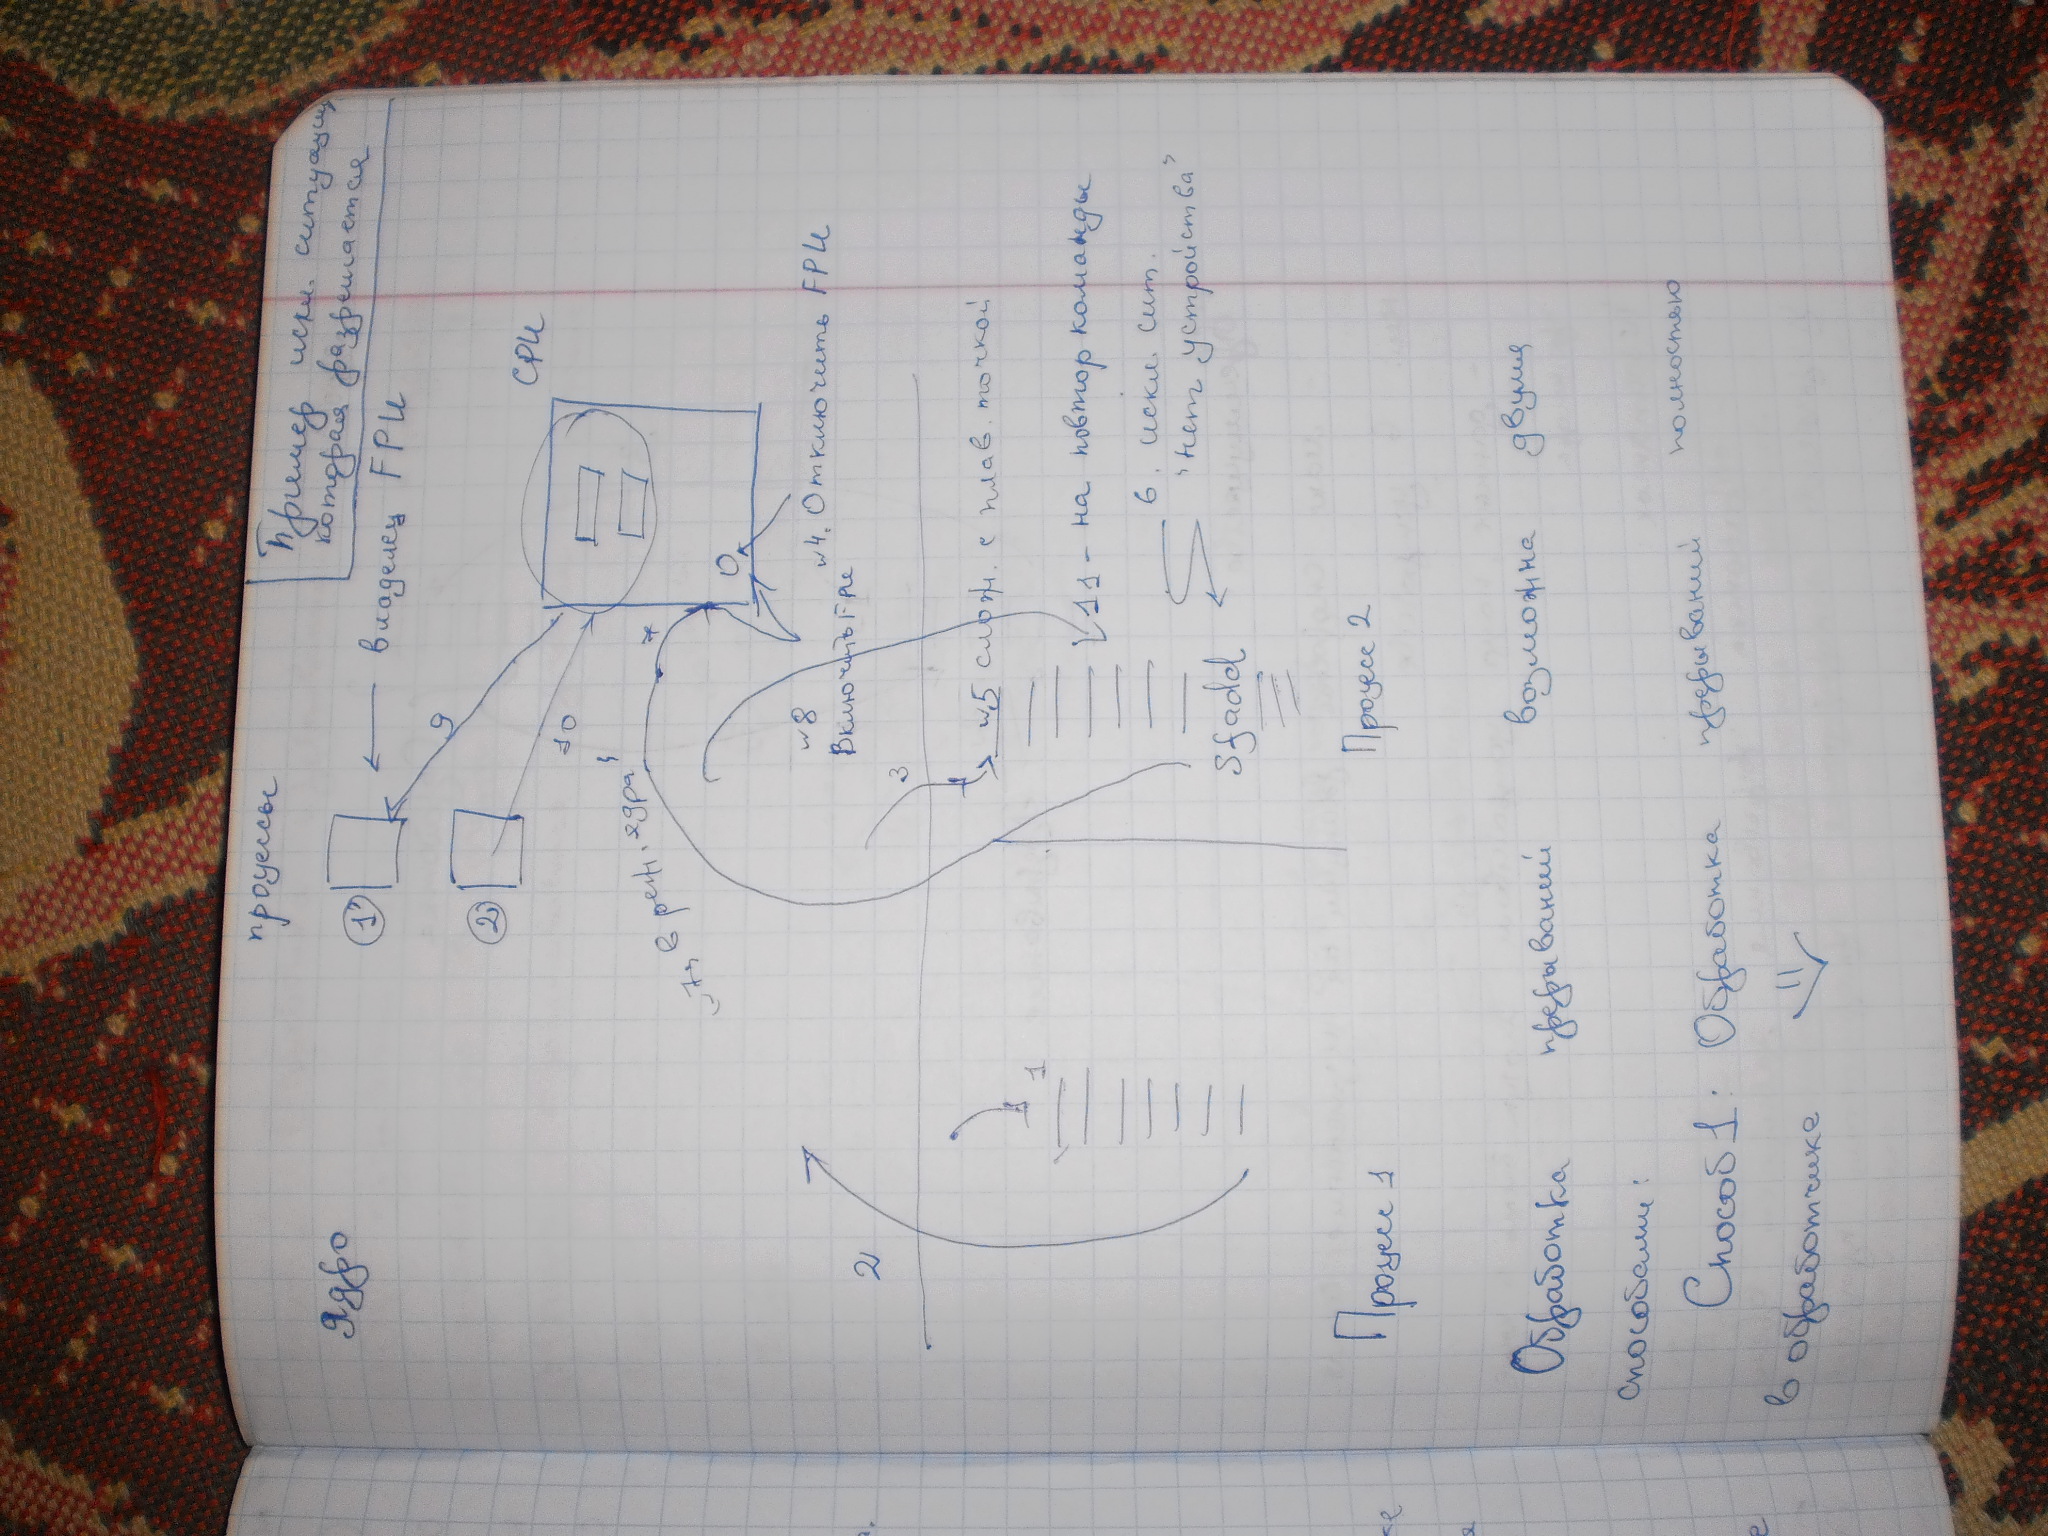 Пример искл. ситуации,
которая разрешается
Ядро
процессы
← владелец FPU
1)
2)
9
10
CPU
0
7
"7" в реж. ядра"
"4. Отключить FPU
"8
Включить FPU
2)
3
"5 слож. с плав. точкой
1
11 - на повтор команды
6. искл. сит.
"нет устройства"
sfadd
Процесс 1
Процесс 2
Обработка прерываний возможна двумя
способами:
Способ 1: Обработка прерываний полностью
в обработчике